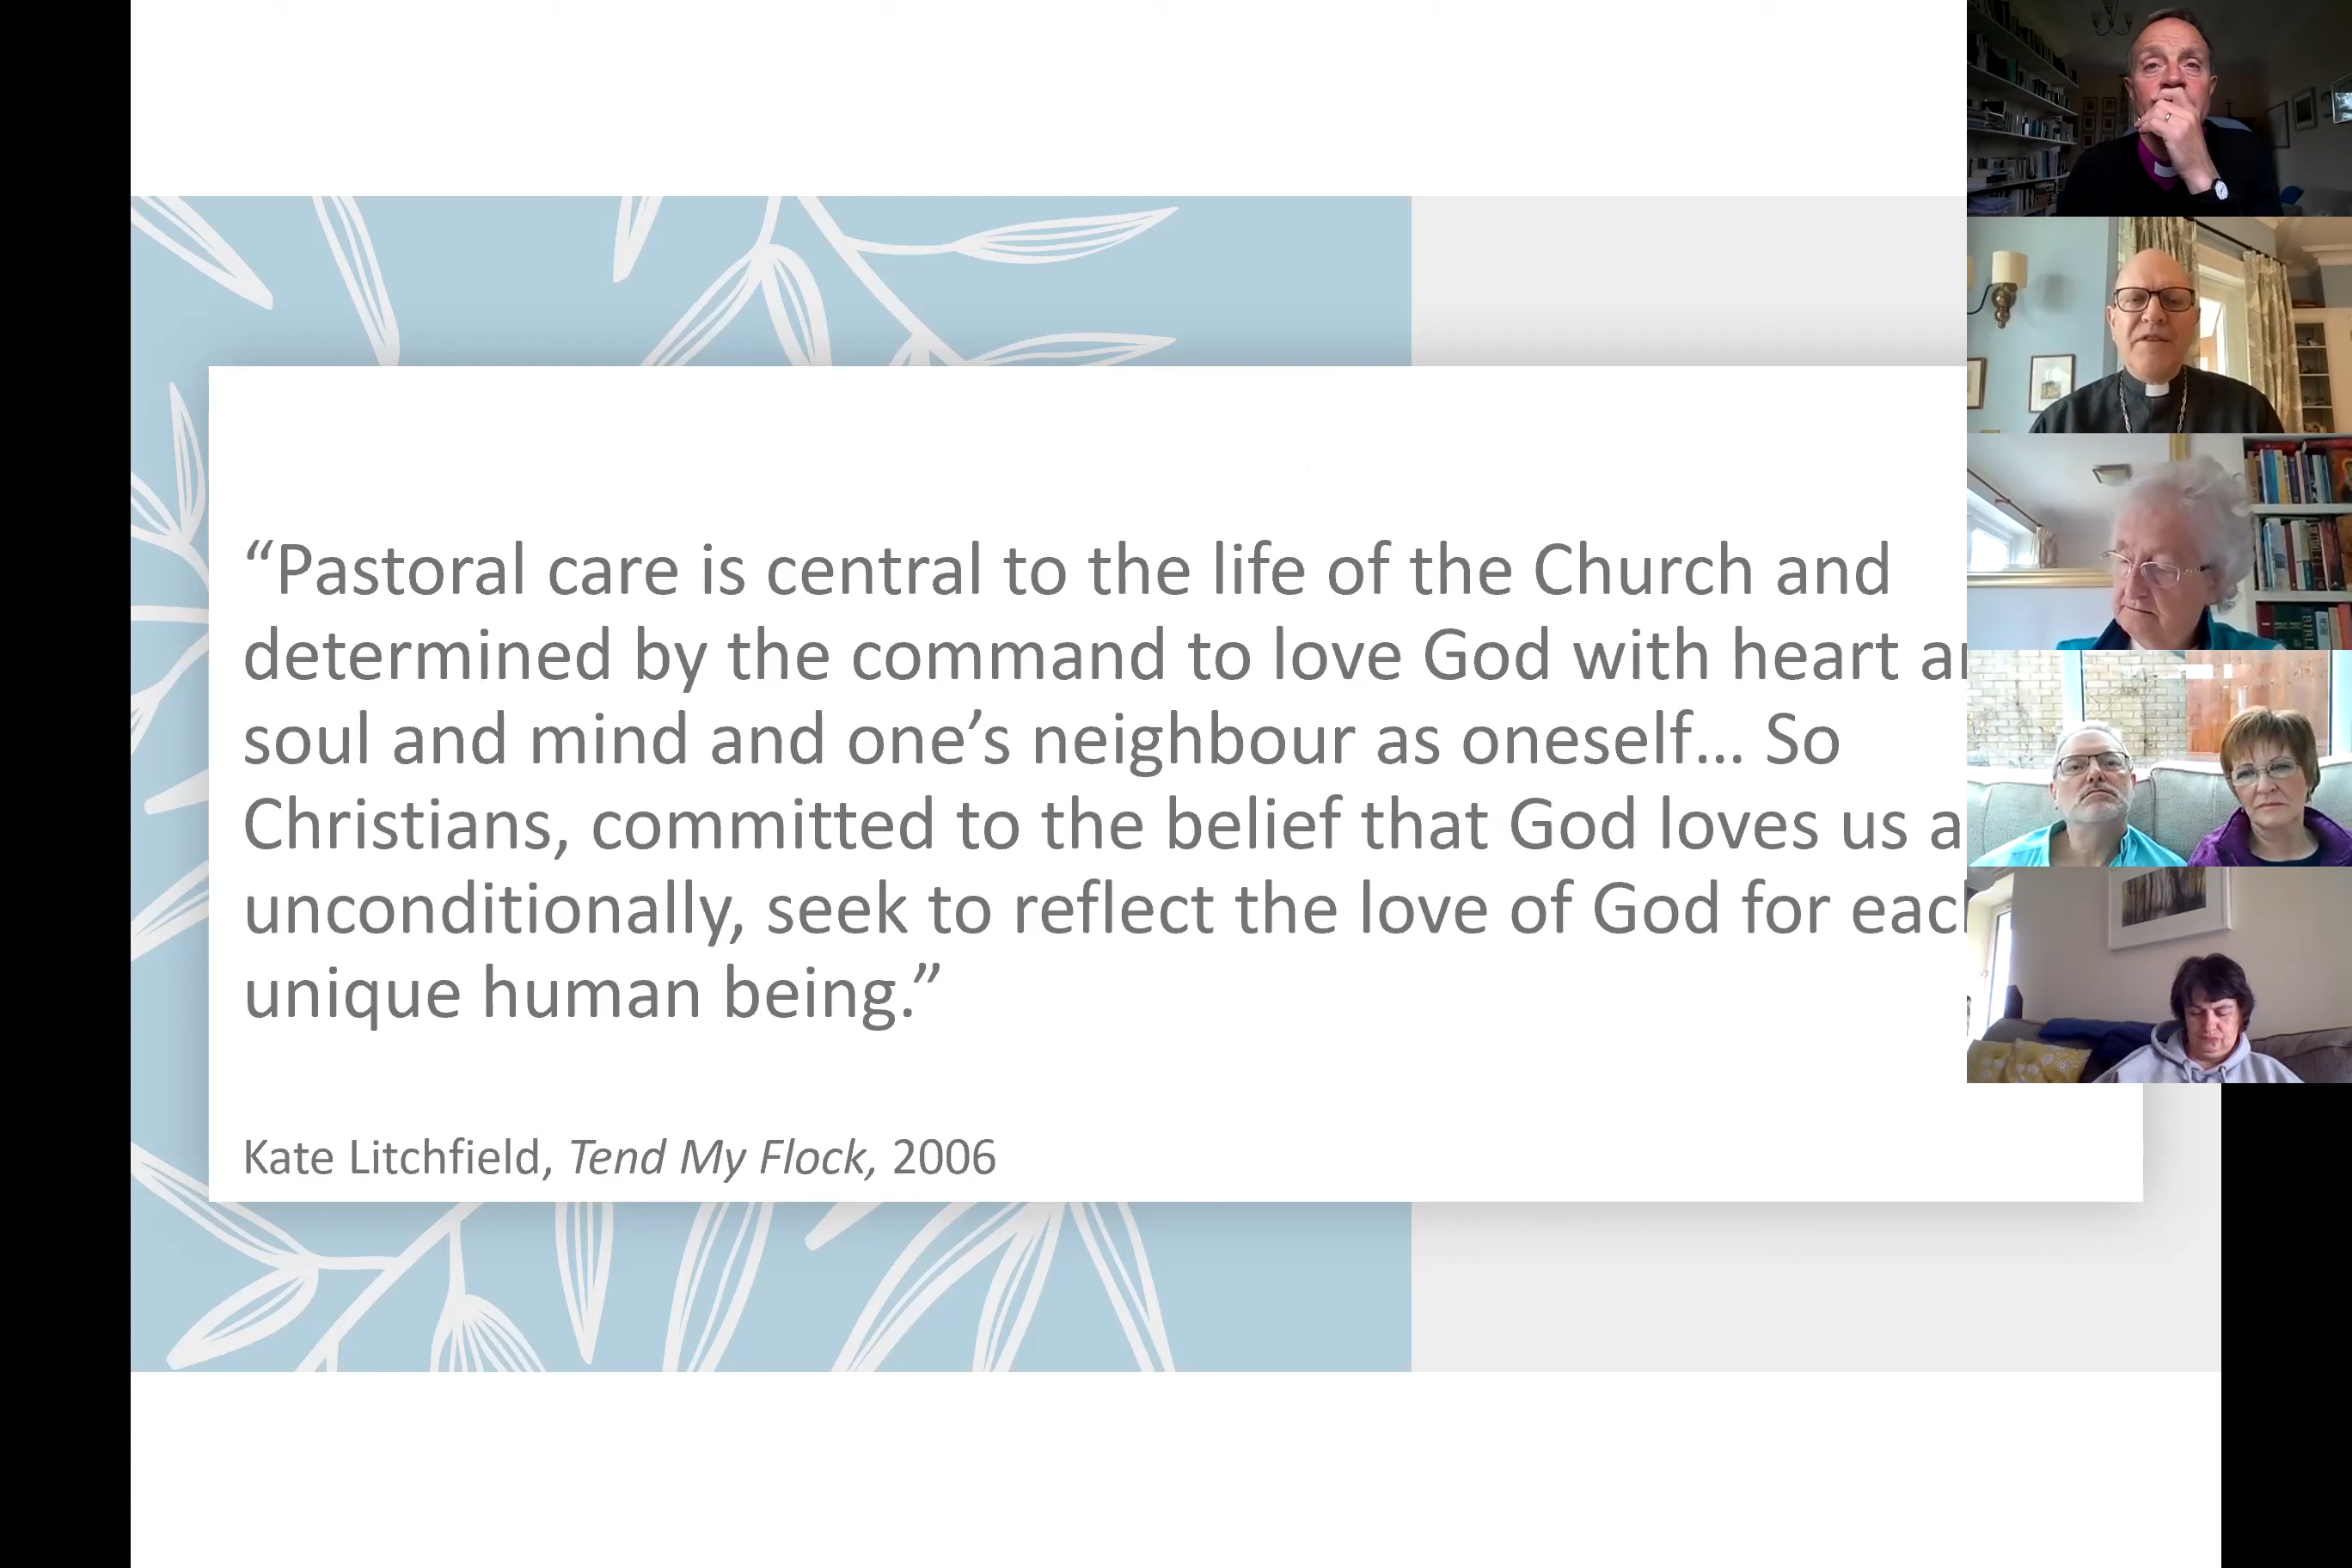 “Pastoral care is central to the life of the Church and
determined by the command to love God with heart
soul and mind and one’s neighbour as oneself... So
Christians, committed to the belief that God loves us
unconditionally, seek to reflect the love of God for
unique human being.”
Kate Litchfield, Tend My Flock, 2006